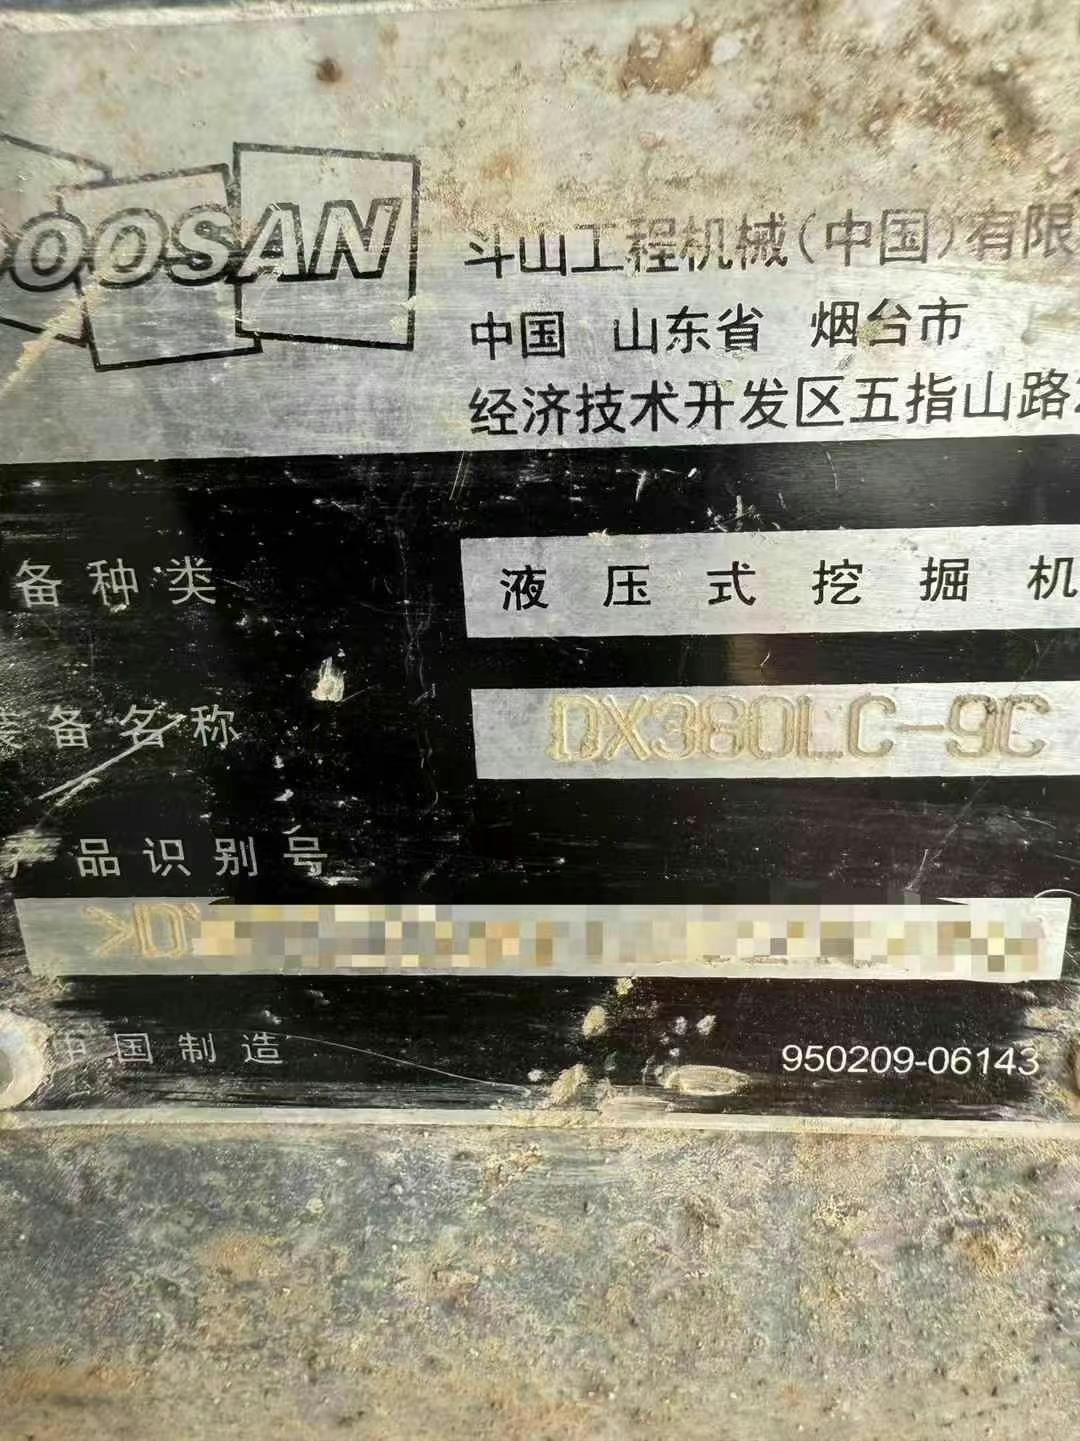 DOOSAN
斗山工程机械(中国)有限
中国 山东省 烟台市
经济技术开发区五指山路
备种类
液压式挖掘机
装备名称
DX380LC-9C
产品识别号
中国制造
950209-06143